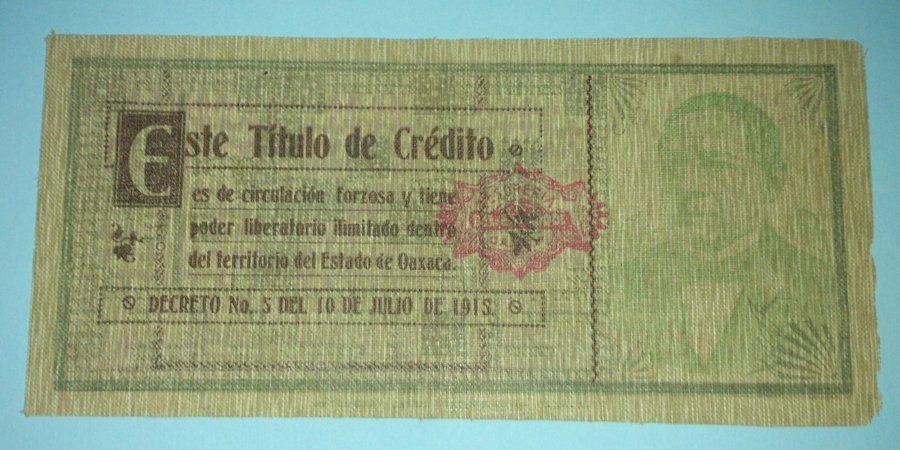 Este Título de Crédito
es de circulación forzosa y tiene
poder liberatorio ilimitado dentro
del territorio del Estado de Oaxaca.
DECRETO No. 5 DEL 10 DE JULIO DE 1915.